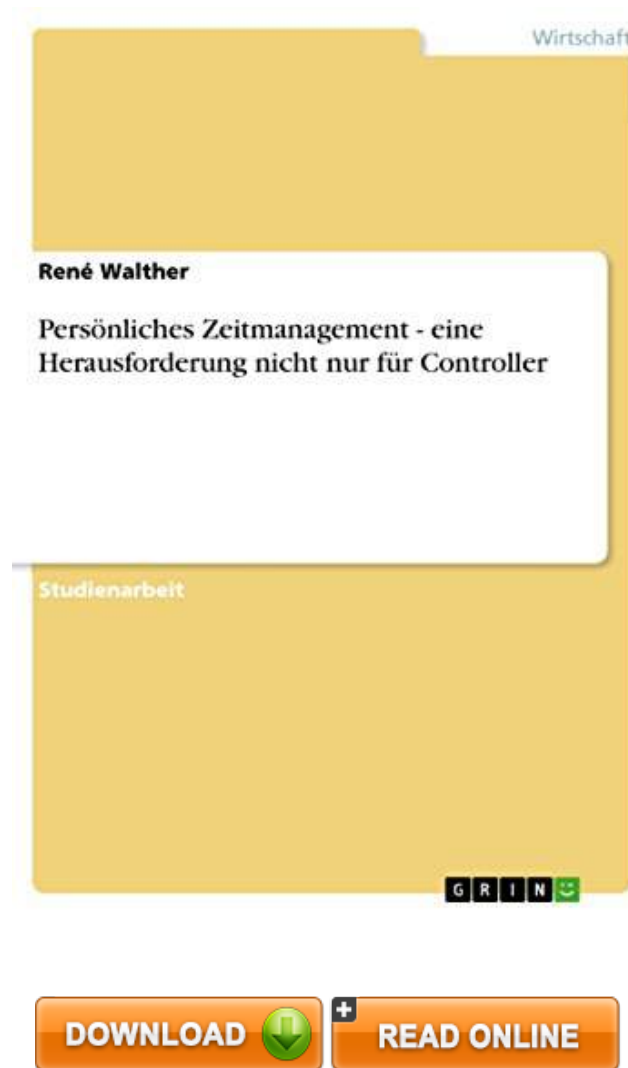 Wirtschaft
René Walther
Persönliches Zeitmanagement - eine
Herausforderung nicht nur für Controller
Studienarbeit
GRIN
DOWNLOAD
READ ONLINE